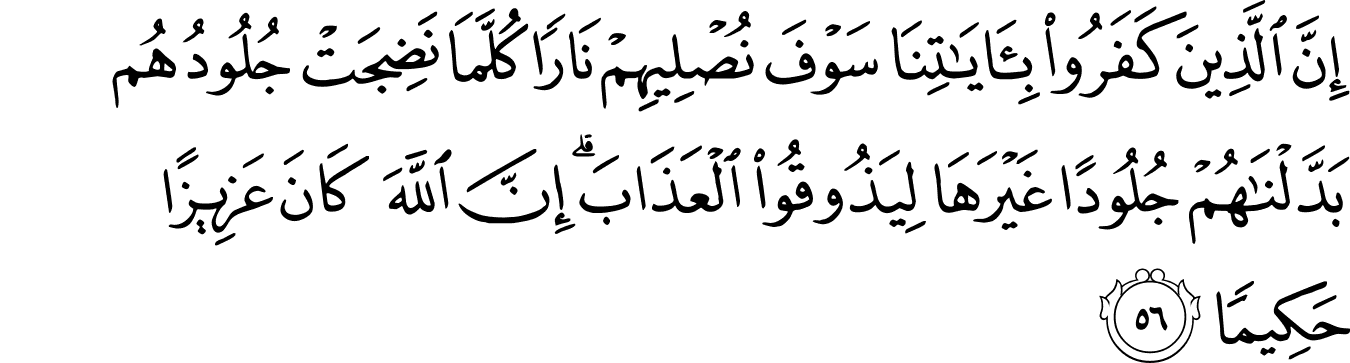 إِنَّ ٱلَّذِينَ كَفَرُوا۟ بِـَٔايَـٰتِنَا سَوْفَ نُصْلِيهِمْ نَارًا كُلَّمَا نَضِجَتْ جُلُودُهُم
بَدَّلْنَـٰهُمْ جُلُودًا غَيْرَهَا لِيَذُوقُوا۟ ٱلْعَذَابَ ۗ إِنَّ ٱللَّهَ كَانَ عَزِيزًا
حَكِيمًا ٥٦